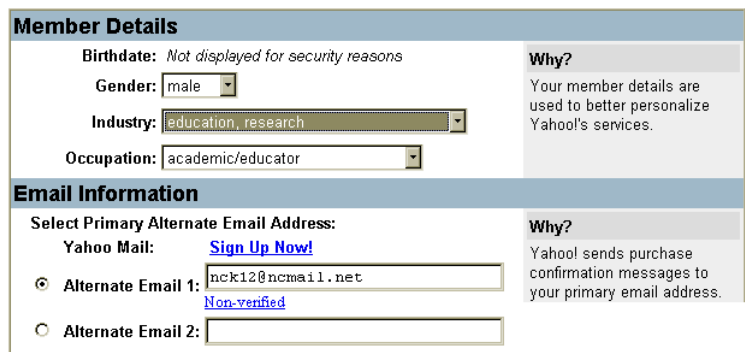 Member Details
Birthdate: Not displayed for security reasons
Gender: male
Industry: education, research
Occupation: academic/educator
Why?
Your member details are
used to better personalize
Yahoo!'s services.
Email Information
Select Primary Alternate Email Address:
Yahoo Mail: Sign Up Now!
Alternate Email 1: nck12@ncmail.net
Non-verified
Alternate Email 2:
Why?
Yahoo! sends purchase
confirmation messages to
your primary email address.